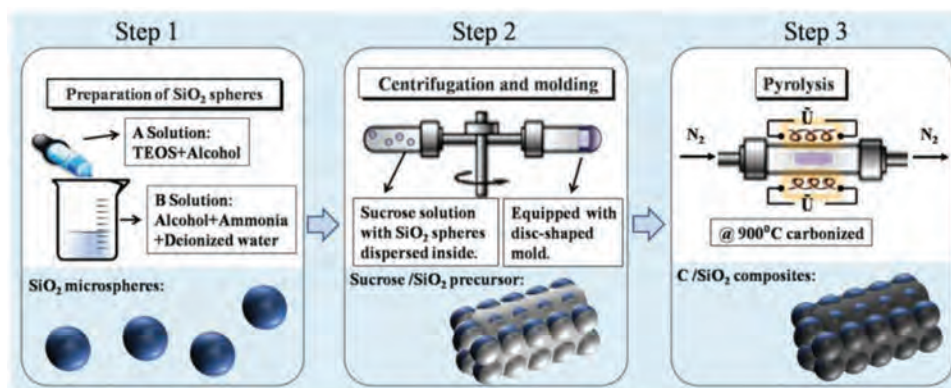 Step 1
Preparation of SiO₂ spheres
A Solution:
TEOS+Alcohol
B Solution:
Alcohol+Ammonia
+Deionized water
SiO₂ microspheres:
Step 2
Centrifugation and molding
Sucrose solution
with SiO₂ spheres
dispersed inside.
Equipped with
disc-shaped
mold.
Sucrose /SiO₂ precursor:
Step 3
Pyrolysis
Ũ
N₂
N₂
Ũ
@ 900⁰C carbonized
C /SiO₂ composites: